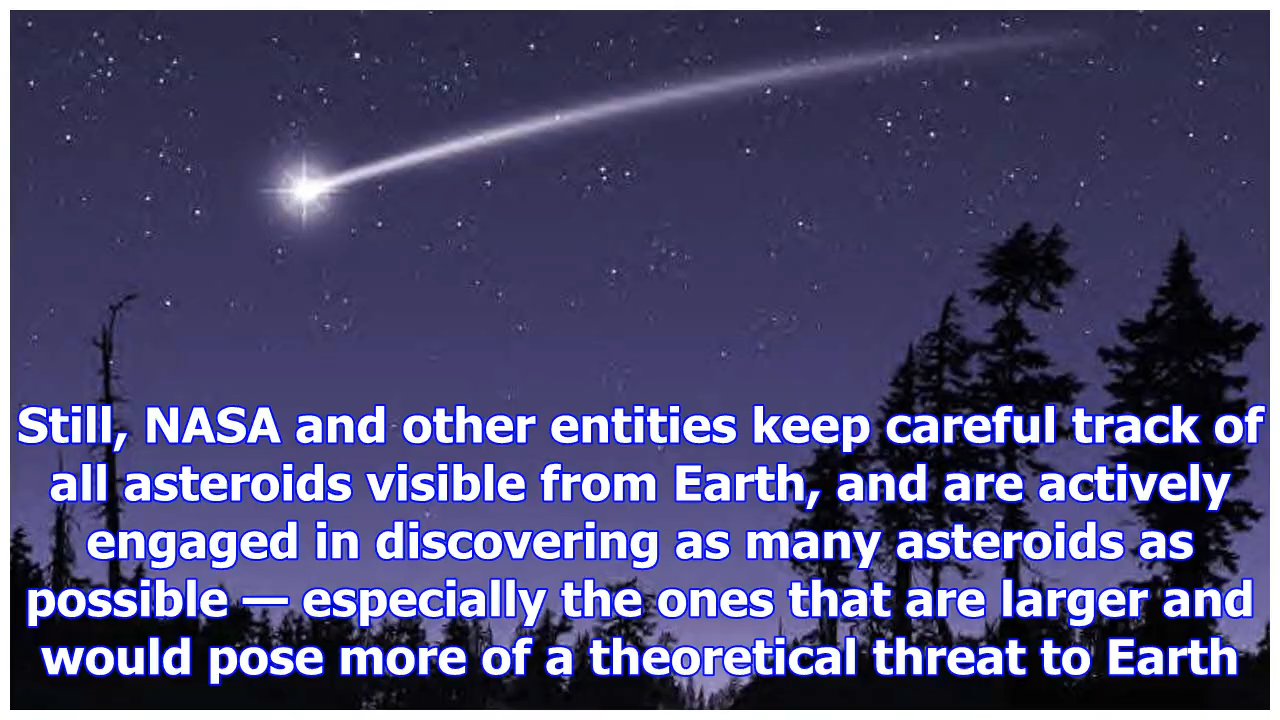 Still, NASA and other entities keep careful track of
all asteroids visible from Earth, and are actively
engaged in discovering as many asteroids as
possible — especially the ones that are larger and
would pose more of a theoretical threat to Earth